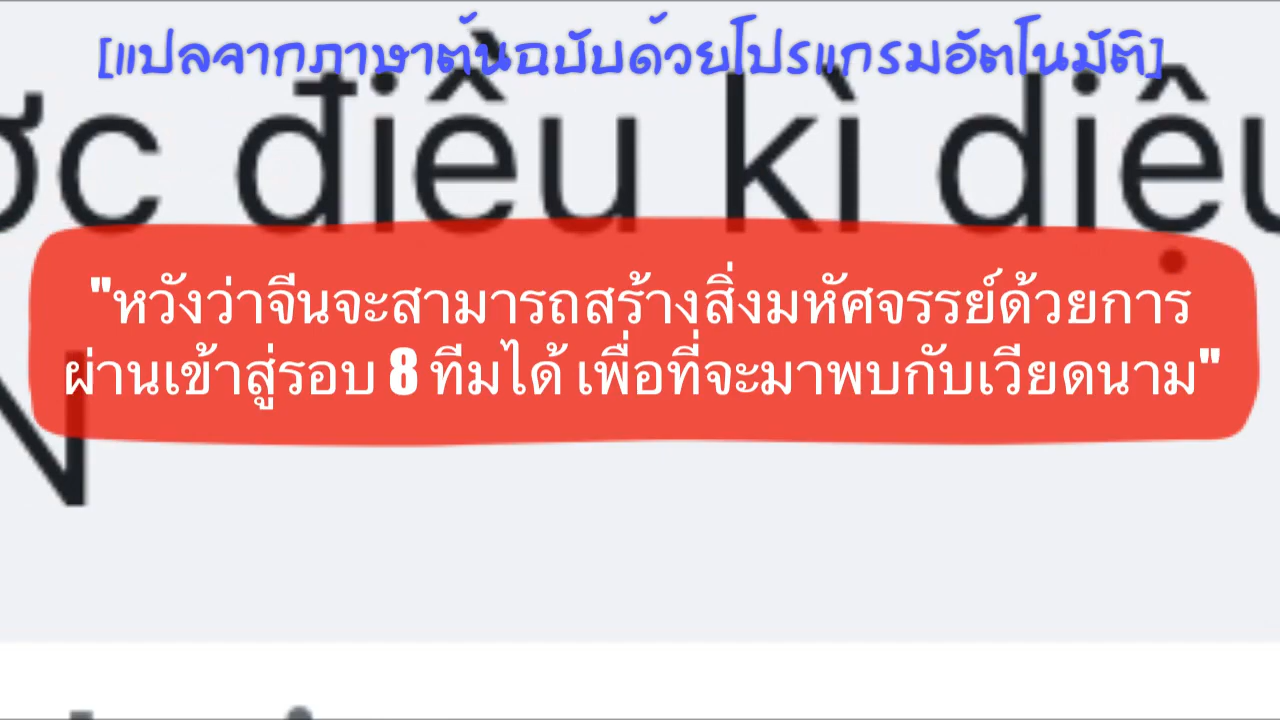 [แปลจากภาษาต้นฉบับด้วยโปรแกรมอัตโนมัติ]
ợc điều kì diệu
"หวังว่าจีนจะสามารถสร้างสิ่งมหัศจรรย์ด้วยการ
ผ่านเข้าสู่รอบ 8 ทีมได้ เพื่อที่จะมาพบกับเวียดนาม"
N